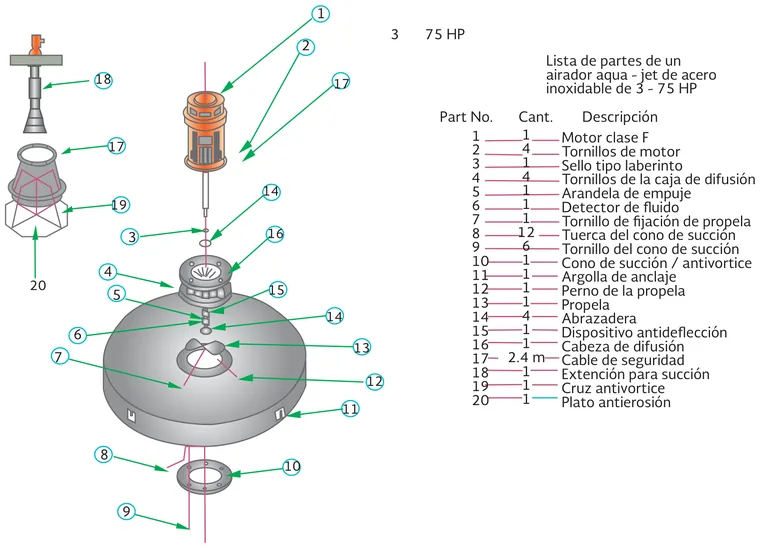 3 75 HP
Lista de partes de un
airador aqua - jet de acero
inoxidable de 3 - 75 HP
Part No. Cant. Descripción
1 1 Motor clase F
2 4 Tornillos de motor
3 1 Sello tipo laberinto
4 4 Tornillos de la caja de difusión
5 1 Arandela de empuje
6 1 Detector de fluido
7 1 Tornillo de fijación de propela
8 12 Tuerca del cono de succión
9 6 Tornillo del cono de succión
10 1 Cono de succión / antivortice
11 1 Argolla de anclaje
12 1 Perno de la propela
13 1 Propela
14 4 Abrazadera
15 1 Dispositivo antideflección
16 1 Cabeza de difusión
17 2.4 m Cable de seguridad
18 1 Extención para succión
19 1 Cruz antivortice
20 1 Plato antierosión
1
2
17
18
17
14
19
3
16
4
20
5
15
14
6
13
7
12
11
8
10
9